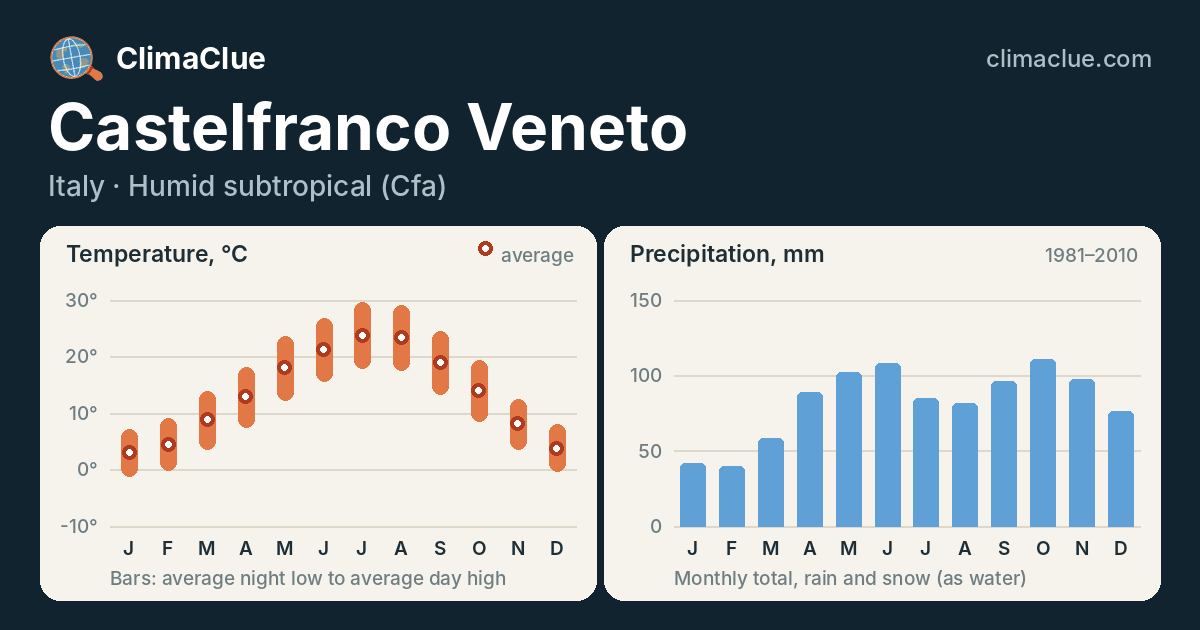 ClimaClue
climaclue.com
Castelfranco Veneto
Italy · Humid subtropical (Cfa)
Temperature, °C
average
30°
20°
10°
0°
-10°
J F M A M J J A S O N D
Bars: average night low to average day high
Precipitation, mm
1981–2010
150
100
50
0
J F M A M J J A S O N D
Monthly total, rain and snow (as water)